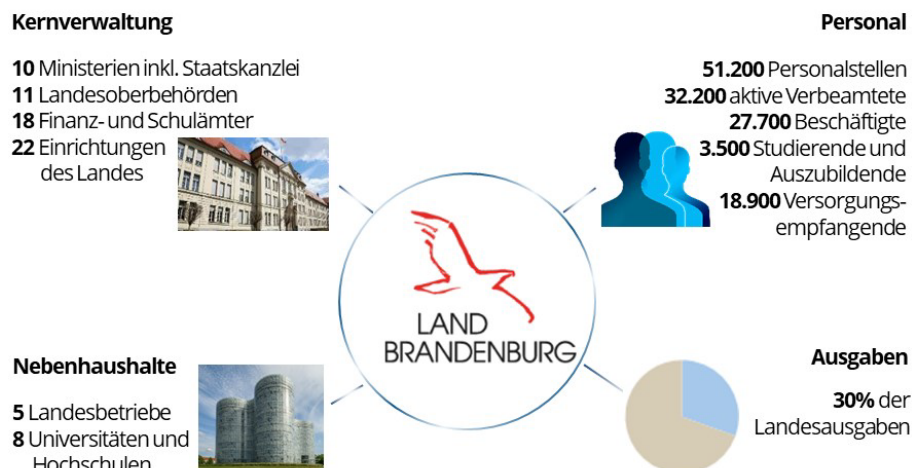 Kernverwaltung
10 Ministerien inkl. Staatskanzlei
11 Landesoberbehörden
18 Finanz- und Schulämter
22 Einrichtungen
des Landes
Personal
51.200 Personalstellen
32.200 aktive Verbeamtete
27.700 Beschäftigte
3.500 Studierende und
Auszubildende
18.900 Versorgungs-
empfangende
LAND
BRANDENBURG
Nebenhaushalte
5 Landesbetriebe
8 Universitäten und
Hochschulen
Ausgaben
30% der
Landesausgaben